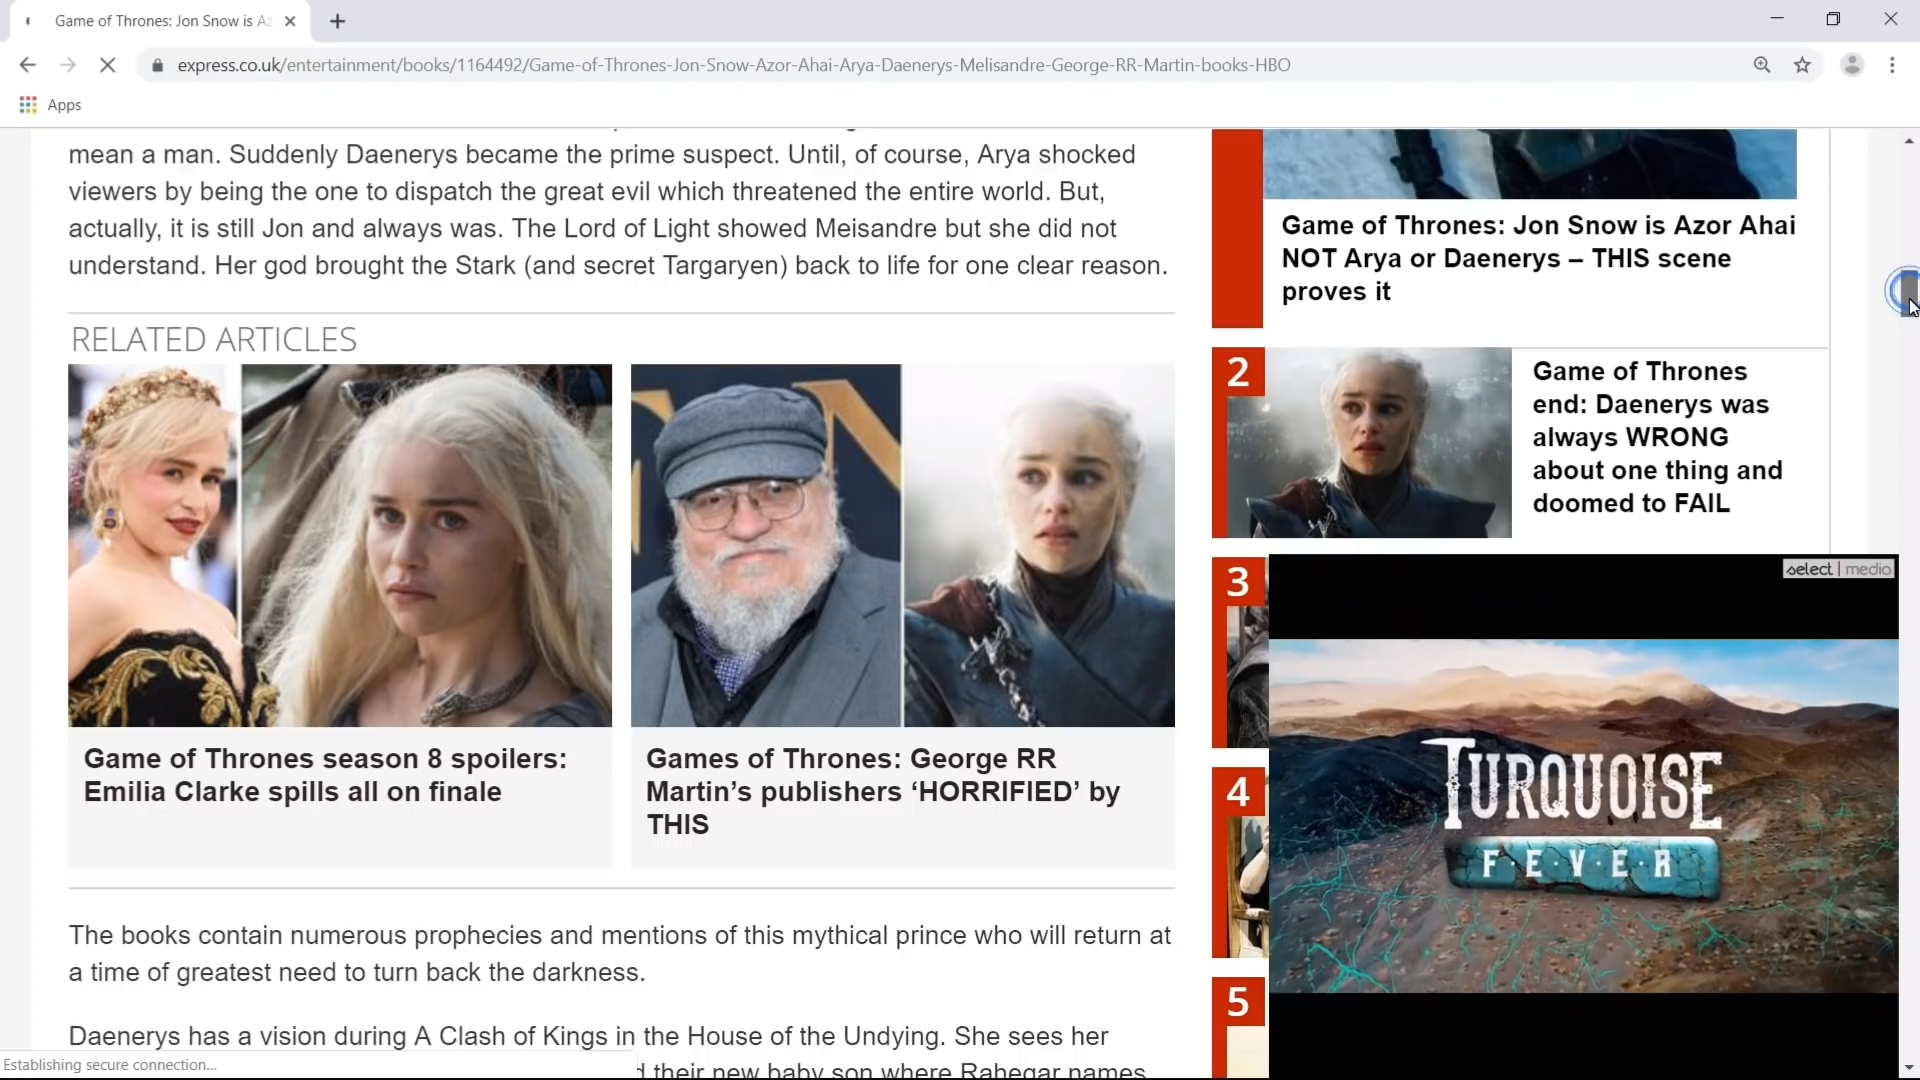 Game of Thrones: Jon Snow is Az
express.co.uk/entertainment/books/1164492/Game-of-Thrones-Jon-Snow-Azor-Ahai-Arya-Daenerys-Melisandre-George-RR-Martin-books-HBO
Apps
mean a man. Suddenly Daenerys became the prime suspect. Until, of course, Arya shocked
viewers by being the one to dispatch the great evil which threatened the entire world. But,
actually, it is still Jon and always was. The Lord of Light showed Meisandre but she did not
understand. Her god brought the Stark (and secret Targaryen) back to life for one clear reason.
RELATED ARTICLES
Game of Thrones season 8 spoilers:
Emilia Clarke spills all on finale
Games of Thrones: George RR
Martin’s publishers ‘HORRIFIED’ by
THIS
The books contain numerous prophecies and mentions of this mythical prince who will return at
a time of greatest need to turn back the darkness.
Daenerys has a vision during A Clash of Kings in the House of the Undying. She sees her
their new baby son where Rahegar names
Establishing secure connection...
Game of Thrones: Jon Snow is Azor Ahai
NOT Arya or Daenerys – THIS scene
proves it
2
Game of Thrones
end: Daenerys was
always WRONG
about one thing and
doomed to FAIL
3
4
5
select | media
TURQUOISE
F·E·V·E·R